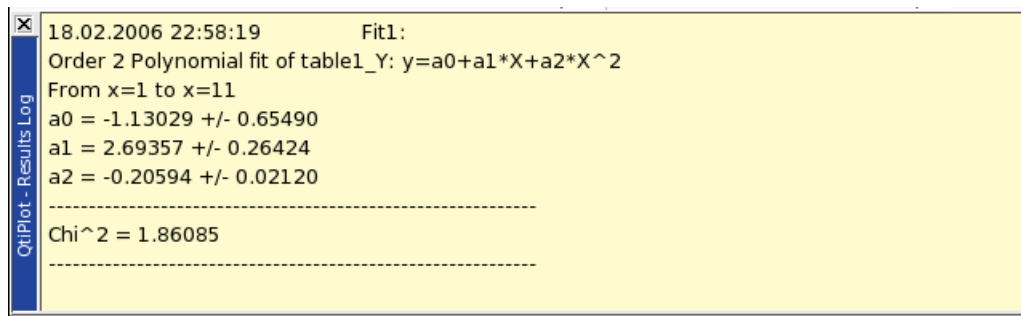 18.02.2006 22:58:19 Fit1:
Order 2 Polynomial fit of table1_Y: y=a0+a1*X+a2*X^2
From x=1 to x=11
a0 = -1.13029 +/- 0.65490
a1 = 2.69357 +/- 0.26424
a2 = -0.20594 +/- 0.02120
-------------------------------------------------------------
Chi^2 = 1.86085
-------------------------------------------------------------
QtiPlot - Results Log